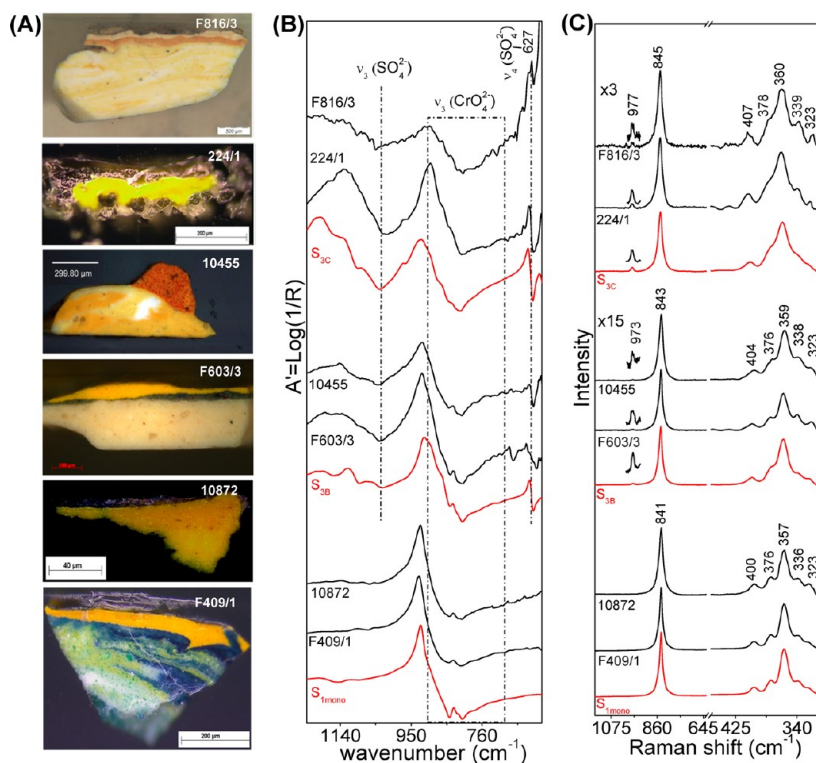 (A)
F816/3
200 µm
224/1
200 µm
10455
299.80 µm
F603/3
10872
40 µm
F409/1
200 µm
(B)
ν₃ (SO₄²⁻)
ν₄(SO₄²⁻)
627
ν₃ (CrO₄²⁻)
F816/3
224/1
S3C
10455
F603/3
S3B
10872
F409/1
S1mono
A'=Log(1/R)
1140 950 760
wavenumber (cm⁻¹)
(C)
x3
977
845
407
378
360
339
323
F816/3
224/1
S3C
x15
973
843
404
376
359
338
323
10455
F603/3
S3B
841
400
376
357
336
323
10872
F409/1
S1mono
Intensity
1075 860 645 425 340
Raman shift (cm⁻¹)